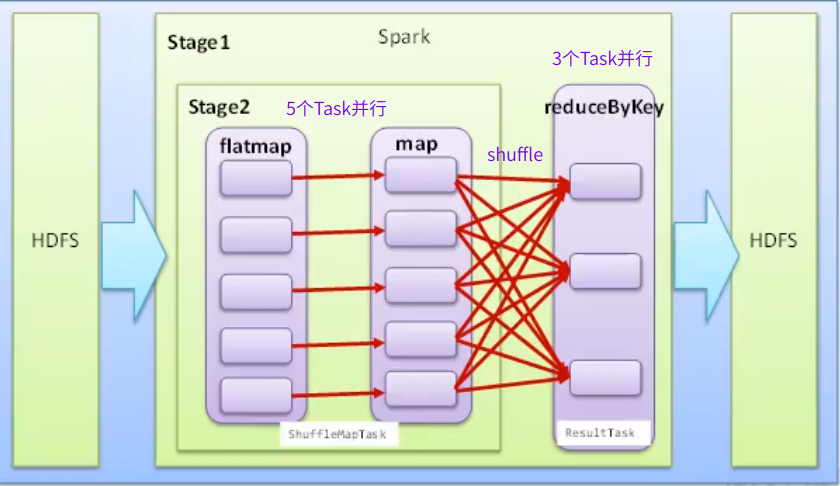 Spark
Stage1
3个Task并行
Stage2
5个Task并行
reduceByKey
flatmap
map
shuffle
HDFS
HDFS
ShuffleMapTask
ResultTask